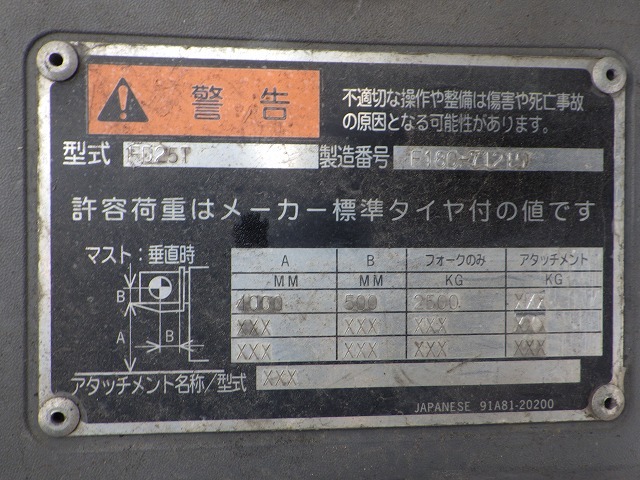 警告
不適切な操作や整備は傷害や死亡事故
の原因となる可能性があります。
型式 FD25T 製造番号
許容荷重はメーカー標準タイヤ付の値です
マスト：垂直時
A B フォークのみ アタッチメント
MM MM KG KG
4000 500 2500 XXX
XXX XXX XXX XXX
XXX XXX XXX XXX
B
A
B
アタッチメント名称/型式 XXX
JAPANESE 91A81-20200